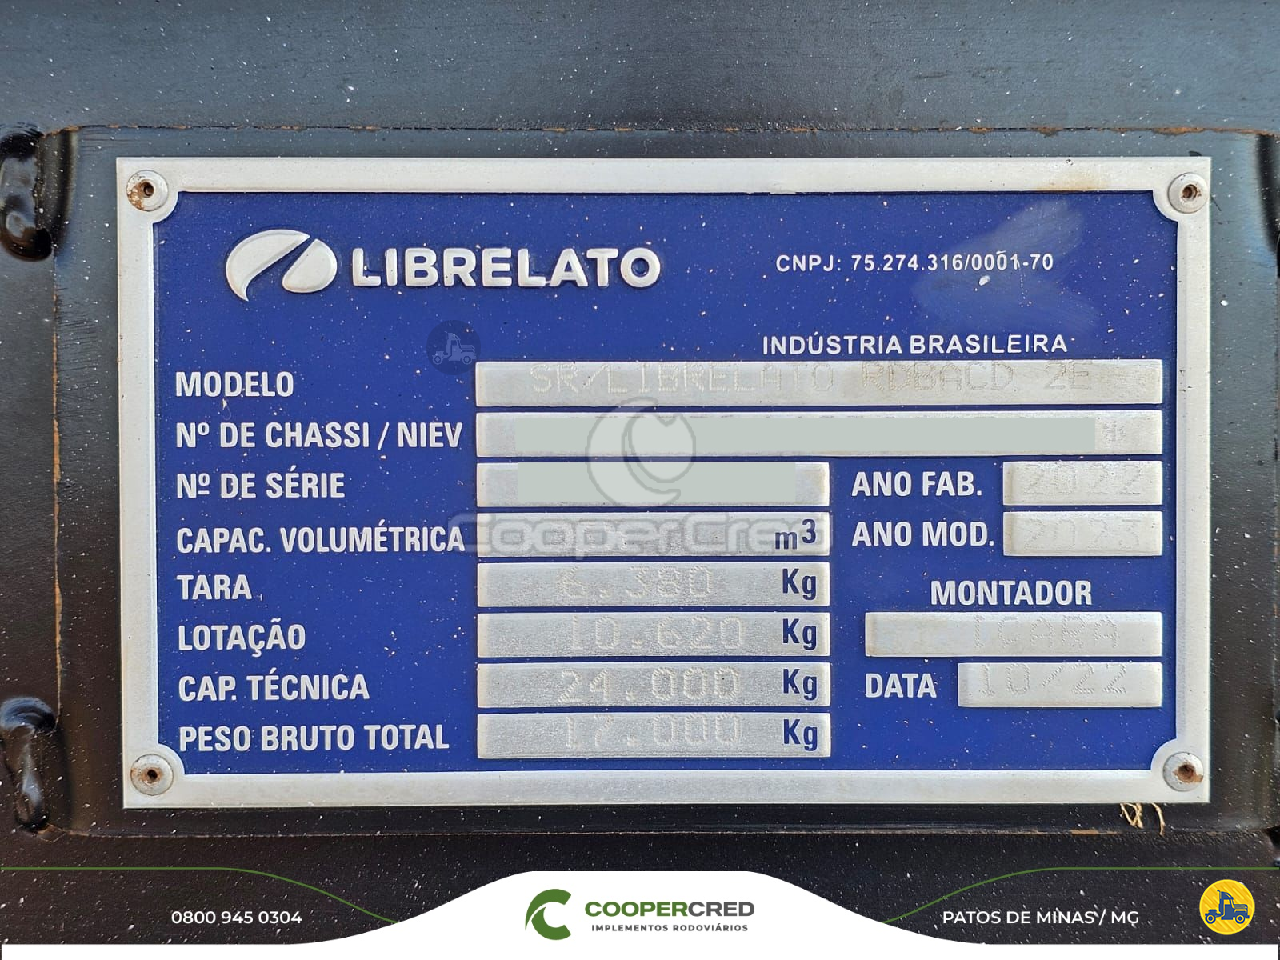 LIBRELATO
CNPJ: 75.274.316/0001-70
INDÚSTRIA BRASILEIRA
MODELO SR/LIBRELATO RDBACD 2E
Nº DE CHASSI / NIEV
Nº DE SÉRIE
ANO FAB. 2022
CAPAC. VOLUMÉTRICA m3
ANO MOD. 2023
TARA 6.380 Kg
MONTADOR
LOTAÇÃO 10.620 Kg
ICARA
CAP. TÉCNICA 24.000 Kg
DATA 10/22
PESO BRUTO TOTAL 17.000 Kg
CooperCred
0800 945 0304
COOPERCRED
IMPLEMENTOS RODOVIÁRIOS
PATOS DE MINAS / MG